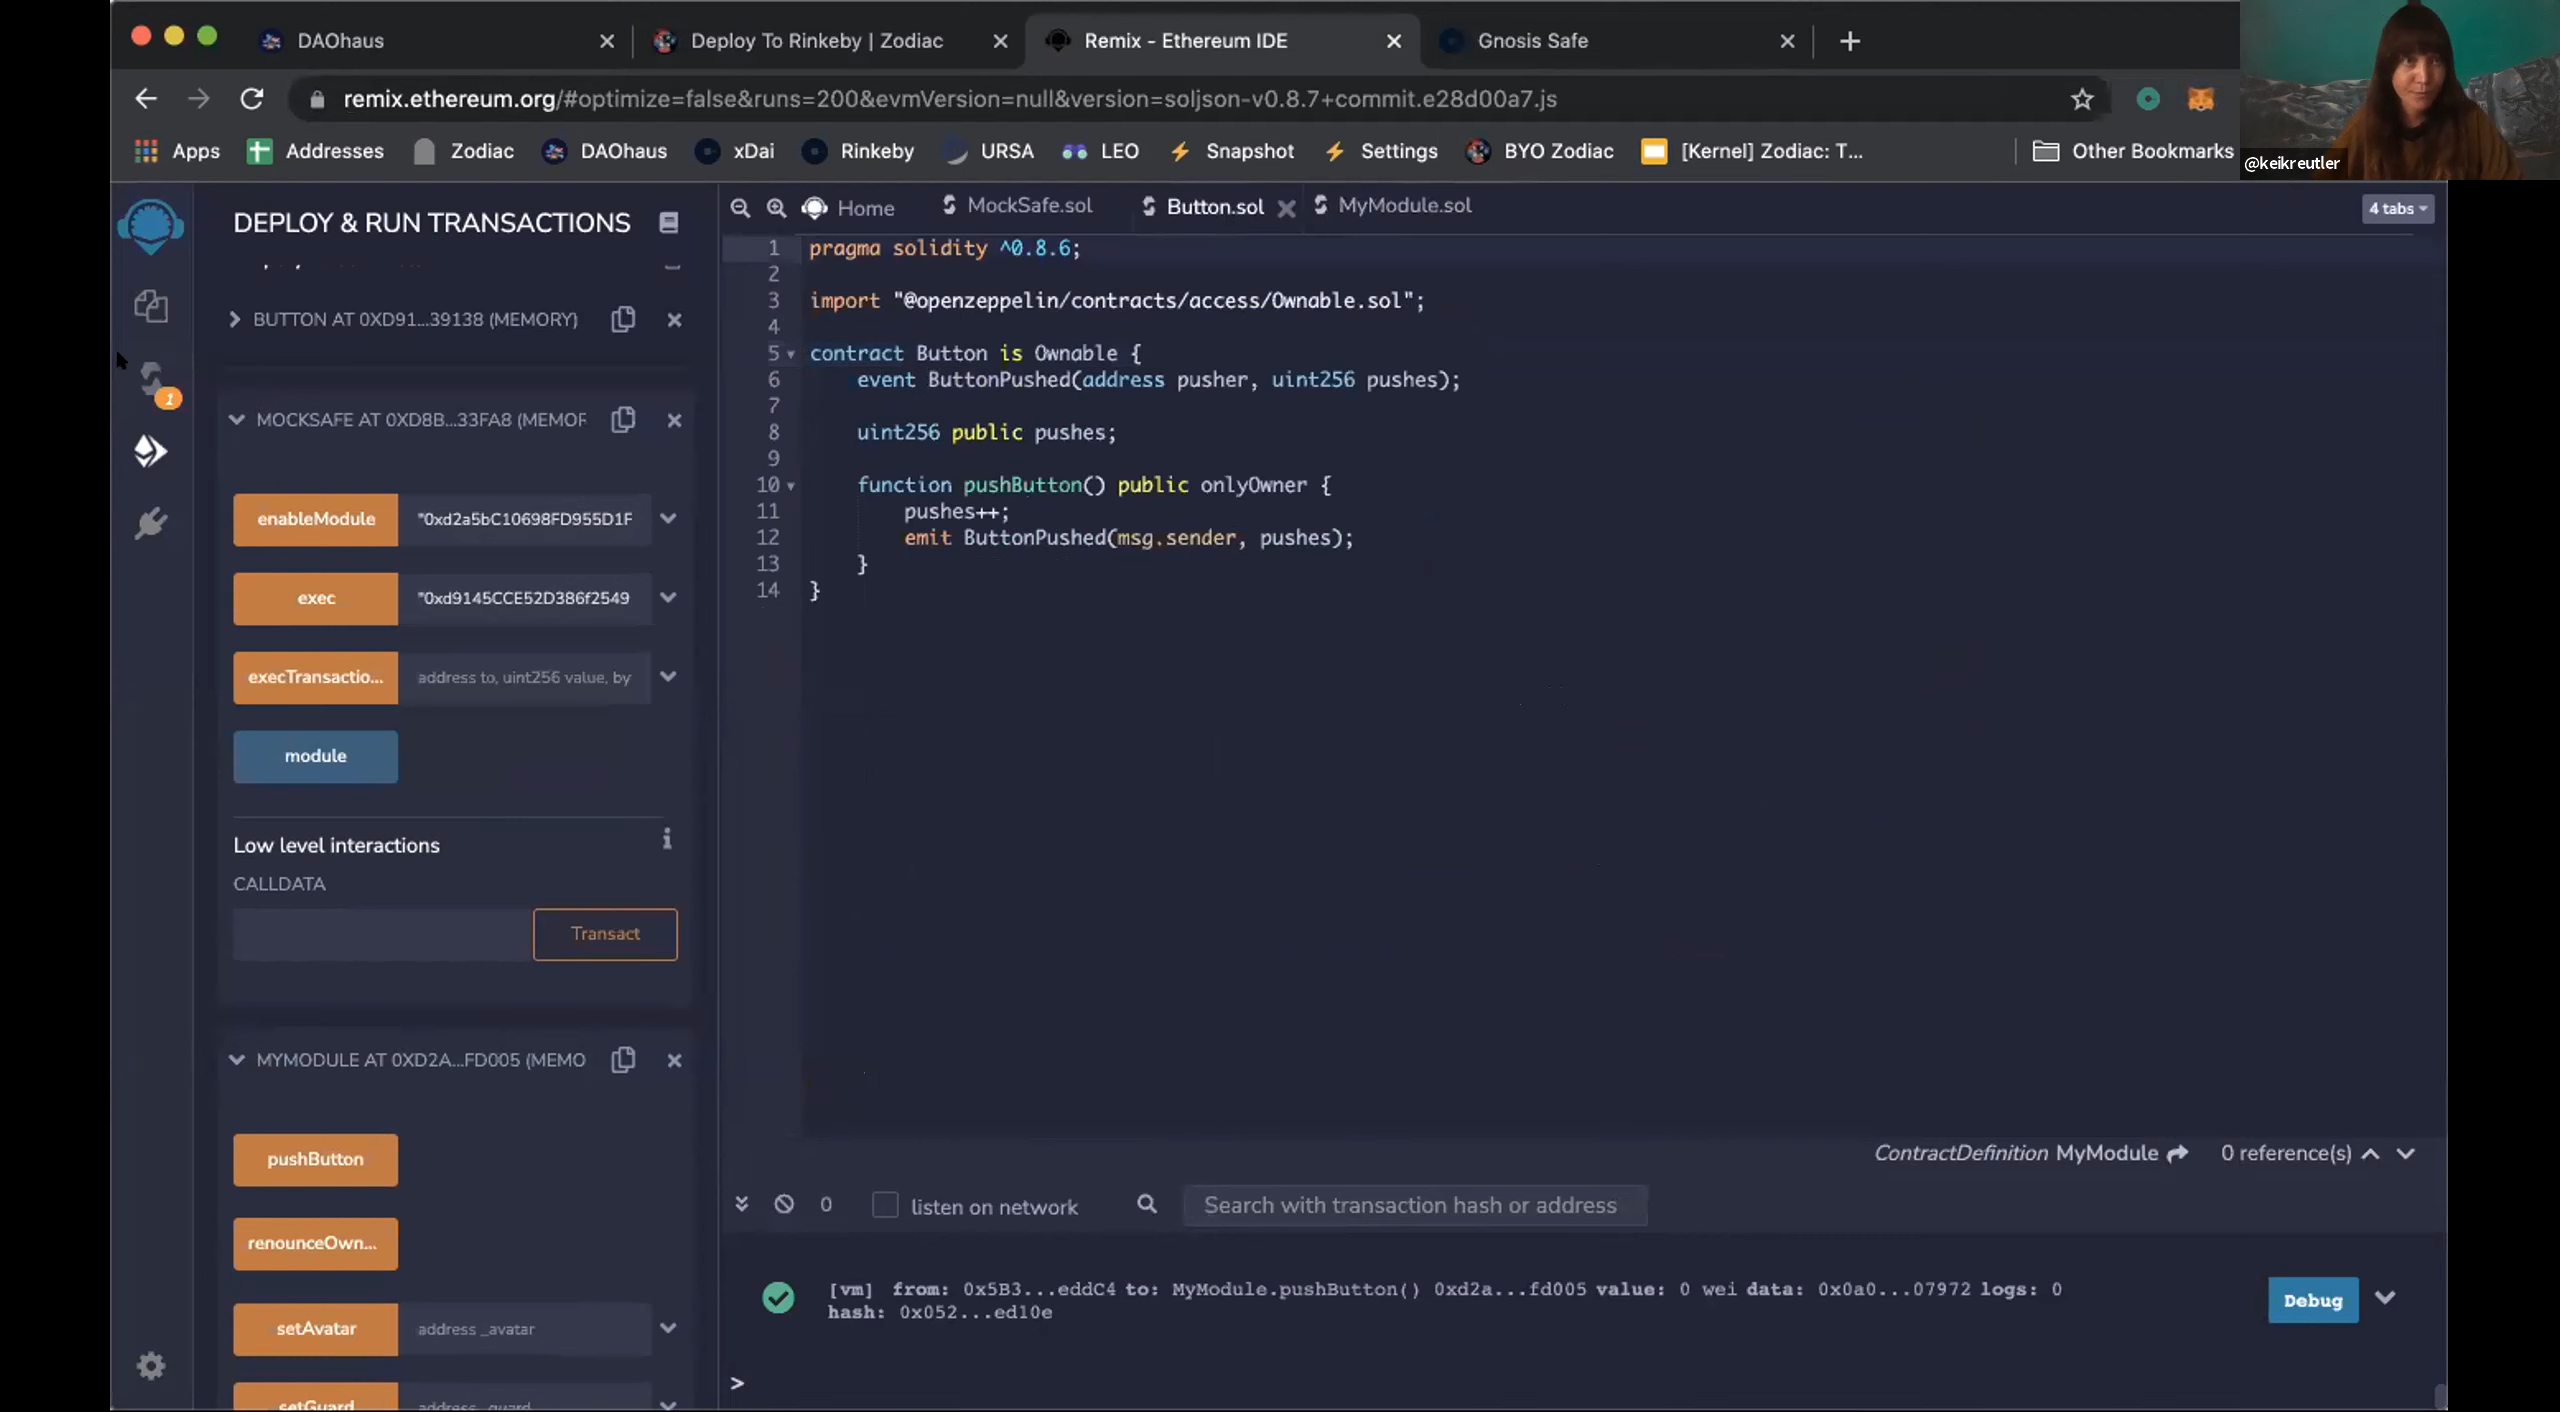 DAOhaus
Deploy To Rinkeby | Zodiac
Remix - Ethereum IDE
Gnosis Safe
remix.ethereum.org/#optimize=false&runs=200&evmVersion=null&version=soljson-v0.8.7+commit.e28d00a7.js
Apps
Addresses
Zodiac
DAOhaus
xDai
Rinkeby
URSA
LEO
Snapshot
Settings
BYO Zodiac
[Kernel] Zodiac: T...
Other Bookmarks
@keikreutler
DEPLOY & RUN TRANSACTIONS
BUTTON AT 0XD91...39138 (MEMORY)
1
MOCKSAFE AT 0XD8B...33FA8 (MEMOR
enableModule "0xd2a5bC10698FD955D1F
exec "0xd9145CCE52D386f2549
execTransactio... address to, uint256 value, by
module
Low level interactions
i
CALLDATA
Transact
MYMODULE AT 0XD2A...FD005 (MEMO
pushButton
renounceOwn...
setAvatar address _avatar
setGuard address _guard
Home
MockSafe.sol
Button.sol
MyModule.sol
4 tabs
1 pragma solidity ^0.8.6;
2
3 import "@openzeppelin/contracts/access/Ownable.sol";
4
5 contract Button is Ownable {
6 event ButtonPushed(address pusher, uint256 pushes);
7
8 uint256 public pushes;
9
10 function pushButton() public onlyOwner {
11 pushes++;
12 emit ButtonPushed(msg.sender, pushes);
13 }
14 }
ContractDefinition MyModule 0 reference(s)
0 listen on network Search with transaction hash or address
[vm] from: 0x5B3...eddC4 to: MyModule.pushButton() 0xd2a...fd005 value: 0 wei data: 0x0a0...07972 logs: 0
hash: 0x052...ed10e
Debug
>